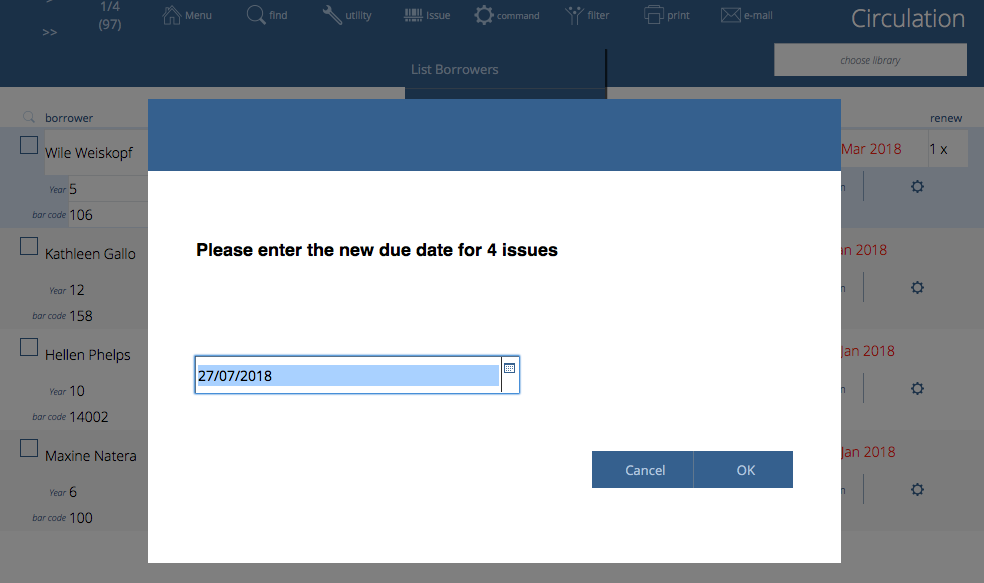 1/4
(97)
>>
Menu
find
utility
Issue
command
filter
print
e-mail
Circulation
List Borrowers
choose library
borrower
renew
Wile Weiskopf
Mar 2018
1 x
Year 5
bar code 106
Kathleen Gallo
2018
Year 12
bar code 158
Hellen Phelps
Jan 2018
Year 10
bar code 14002
Maxine Natera
Jan 2018
Year 6
bar code 100
Please enter the new due date for 4 issues
27/07/2018
Cancel
OK